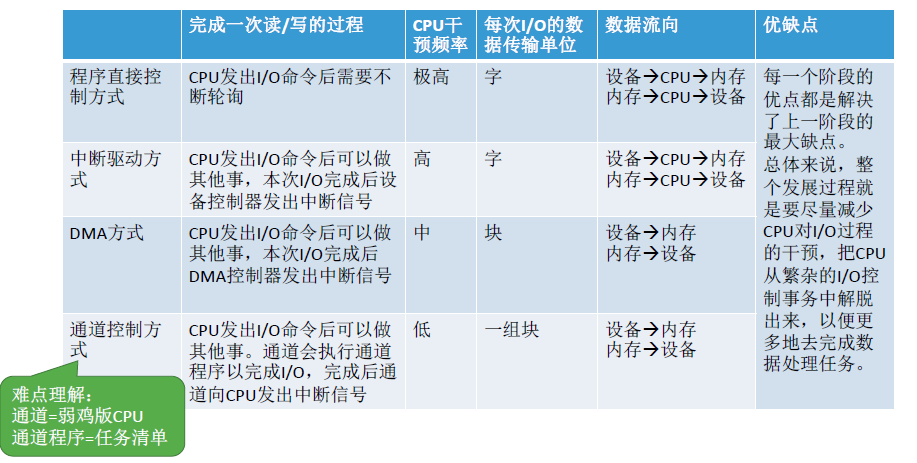 完成一次读/写的过程
CPU干
预频率
每次I/O的数
据传输单位
数据流向
优缺点
程序直接控
制方式
CPU发出I/O命令后需要不
断轮询
极高
字
设备→CPU→内存
内存→CPU→设备
每一个阶段的
优点都是解决
了上一阶段的
最大缺点。
总体来说，整
个发展过程就
是要尽量减少
CPU对I/O过程
的干预，把CPU
从繁杂的I/O控
制事务中解脱
出来，以便更
多地去完成数
据处理任务。
中断驱动方
式
CPU发出I/O命令后可以做
其他事，本次I/O完成后设
备控制器发出中断信号
高
字
设备→CPU→内存
内存→CPU→设备
DMA方式
CPU发出I/O命令后可以做
其他事，本次I/O完成后
DMA控制器发出中断信号
中
块
设备→内存
内存→设备
通道控制方
式
CPU发出I/O命令后可以做
其他事。通道会执行通道
程序以完成I/O，完成后通
道向CPU发出中断信号
低
一组块
设备→内存
内存→设备
难点理解：
通道=弱鸡版CPU
通道程序=任务清单